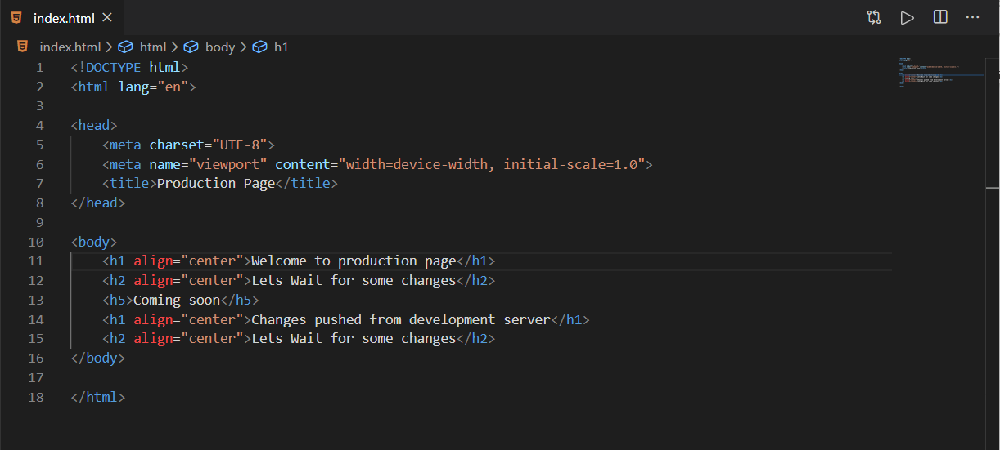 index.html
index.html > html > body > h1
1 <!DOCTYPE html>
2 <html lang="en">
3
4 <head>
5     <meta charset="UTF-8">
6     <meta name="viewport" content="width=device-width, initial-scale=1.0">
7     <title>Production Page</title>
8 </head>
9
10 <body>
11     <h1 align="center">Welcome to production page</h1>
12     <h2 align="center">Lets Wait for some changes</h2>
13     <h5>Coming soon</h5>
14     <h1 align="center">Changes pushed from development server</h1>
15     <h2 align="center">Lets Wait for some changes</h2>
16 </body>
17
18 </html>